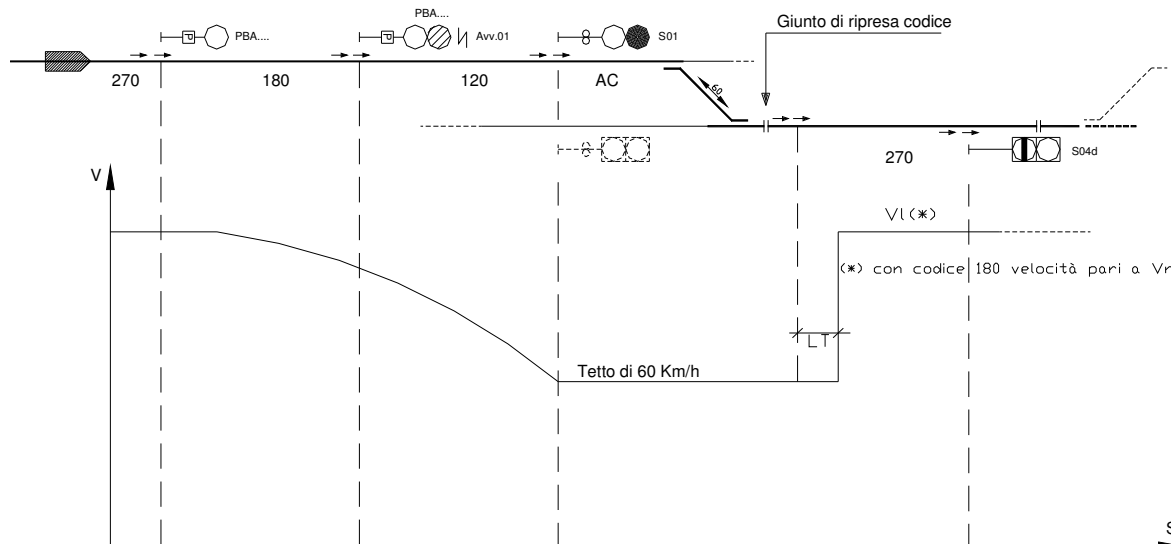 PBA....
Giunto di ripresa codice
P
PBA....
P
Avv.01
S01
270
180
120
AC
60
270
S04d
V
Vl(*)
(*) con codice 180 velocità pari a Vr
LT
Tetto di 60 Km/h
S